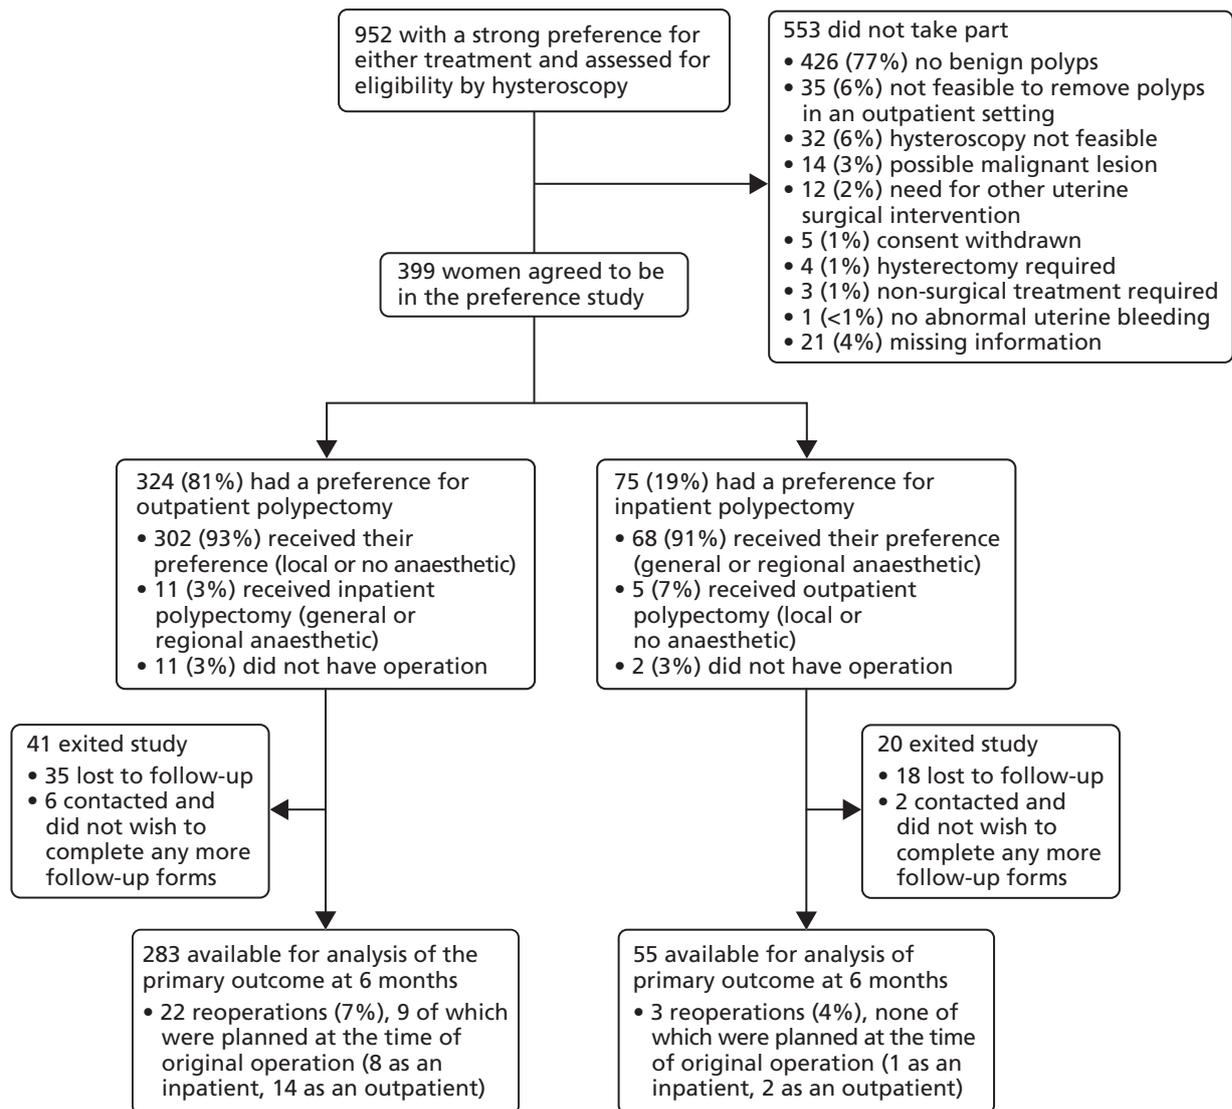 952 with a strong preference for
either treatment and assessed for
eligibility by hysteroscopy
553 did not take part
• 426 (77%) no benign polyps
• 35 (6%) not feasible to remove polyps
in an outpatient setting
• 32 (6%) hysteroscopy not feasible
• 14 (3%) possible malignant lesion
• 12 (2%) need for other uterine
surgical intervention
• 5 (1%) consent withdrawn
• 4 (1%) hysterectomy required
• 3 (1%) non-surgical treatment required
• 1 (<1%) no abnormal uterine bleeding
• 21 (4%) missing information
399 women agreed to be
in the preference study
324 (81%) had a preference for
outpatient polypectomy
• 302 (93%) received their
preference (local or no anaesthetic)
• 11 (3%) received inpatient
polypectomy (general or
regional anaesthetic)
• 11 (3%) did not have operation
75 (19%) had a preference for
inpatient polypectomy
• 68 (91%) received their preference
(general or regional anaesthetic)
• 5 (7%) received outpatient
polypectomy (local or
no anaesthetic)
• 2 (3%) did not have operation
41 exited study
• 35 lost to follow-up
• 6 contacted and
did not wish to
complete any more
follow-up forms
20 exited study
• 18 lost to follow-up
• 2 contacted and
did not wish to
complete any more
follow-up forms
283 available for analysis of the
primary outcome at 6 months
• 22 reoperations (7%), 9 of which
were planned at the time of
original operation (8 as an
inpatient, 14 as an outpatient)
55 available for analysis of
primary outcome at 6 months
• 3 reoperations (4%), none of
which were planned at the time
of original operation (1 as an
inpatient, 2 as an outpatient)